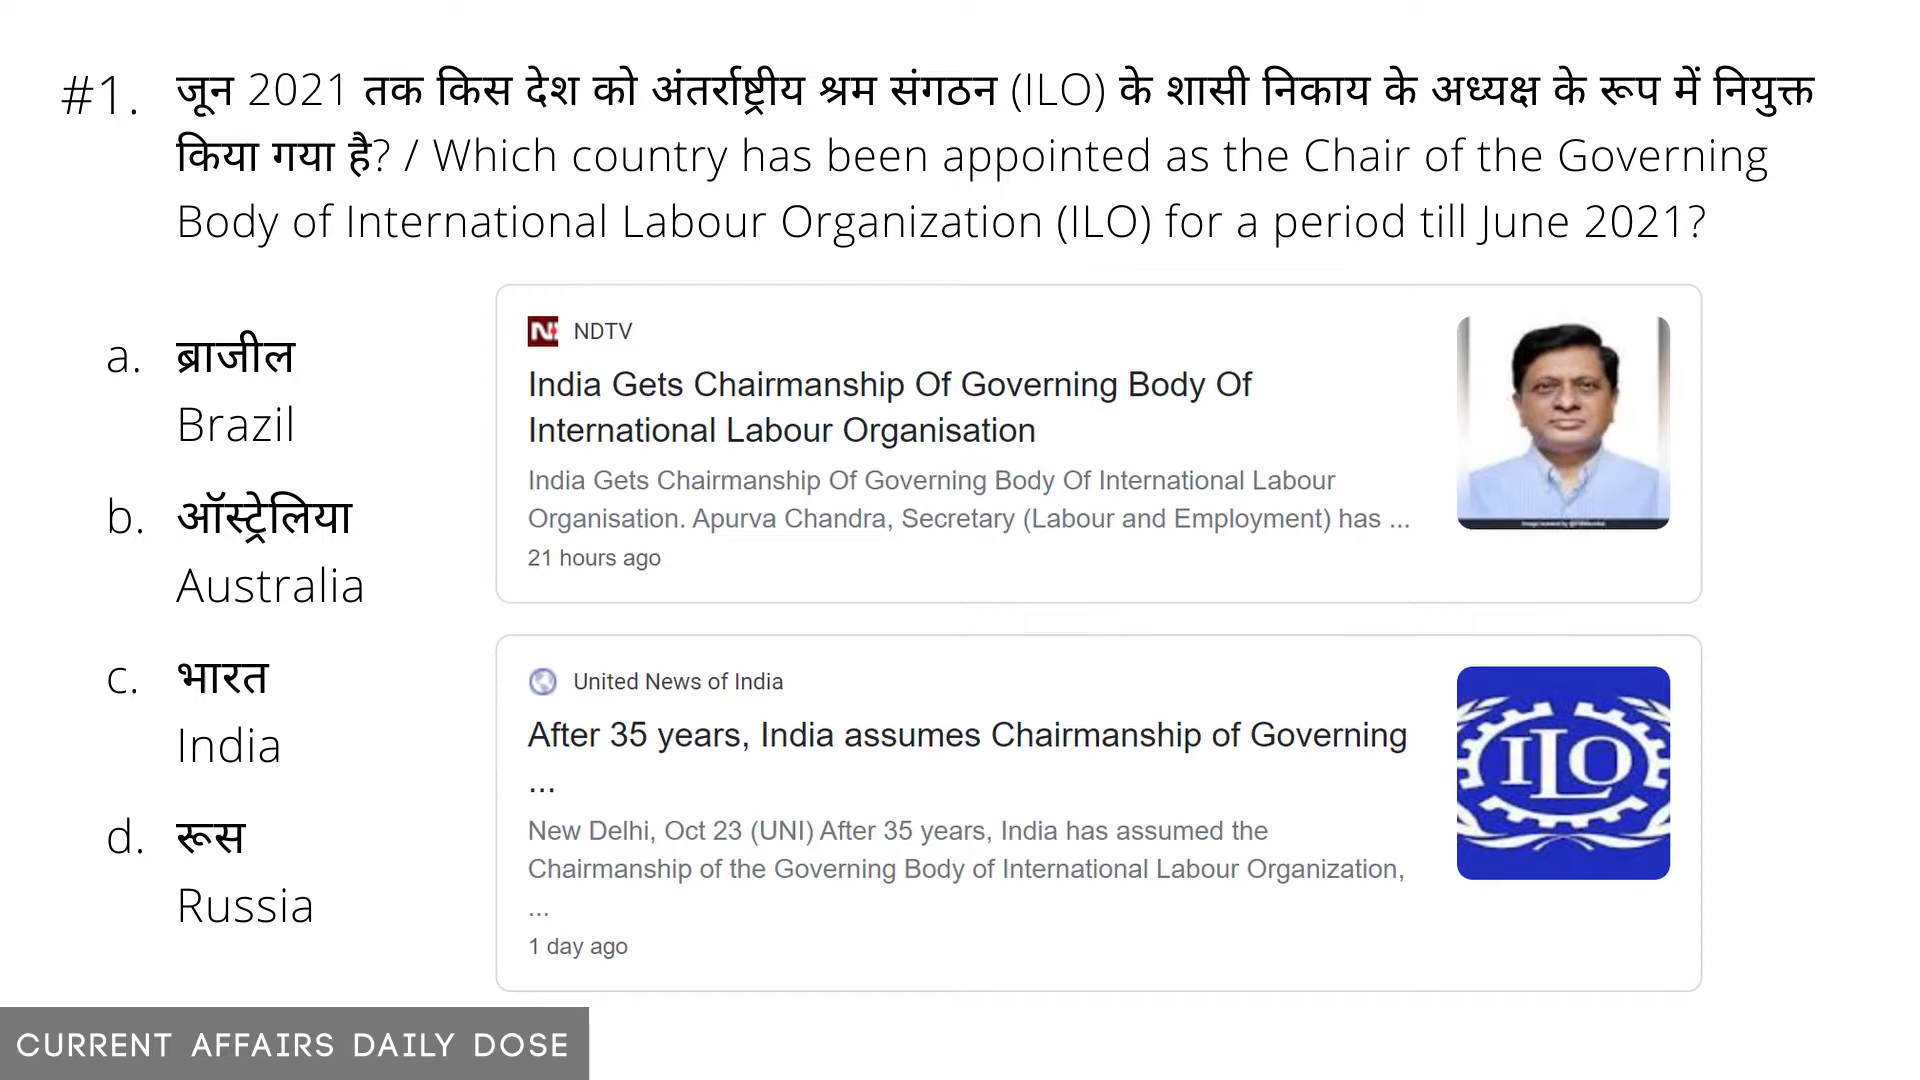 #1. जून 2021 तक किस देश को अंतर्राष्ट्रीय श्रम संगठन (ILO) के शासी निकाय के अध्यक्ष के रूप में नियुक्त
किया गया है? / Which country has been appointed as the Chair of the Governing
Body of International Labour Organization (ILO) for a period till June 2021?
a. ब्राजील
Brazil
b. ऑस्ट्रेलिया
Australia
c. भारत
India
d. रूस
Russia
NDTV
India Gets Chairmanship Of Governing Body Of
International Labour Organisation
India Gets Chairmanship Of Governing Body Of International Labour
Organisation. Apurva Chandra, Secretary (Labour and Employment) has ...
21 hours ago
United News of India
After 35 years, India assumes Chairmanship of Governing
...
New Delhi, Oct 23 (UNI) After 35 years, India has assumed the
Chairmanship of the Governing Body of International Labour Organization,
...
1 day ago
ILO
CURRENT AFFAIRS DAILY DOSE